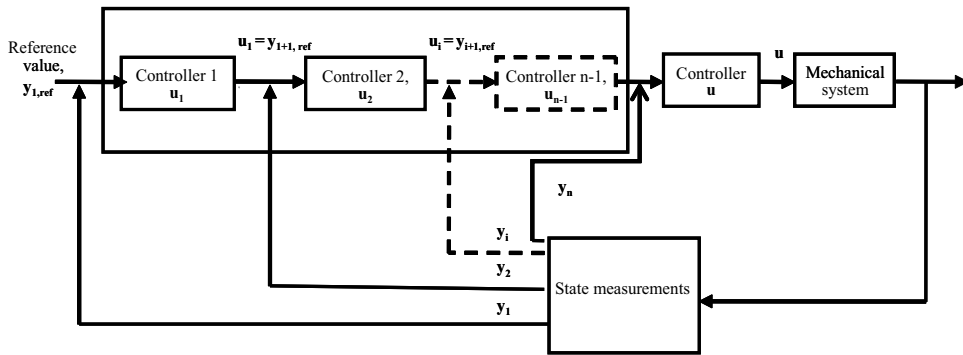 Reference
value,
y1,ref
u1 = y1+1, ref
ui = yi+1,ref
Controller 1
u1
Controller 2,
u2
Controller n-1,
un-1
Controller
u
u
Mechanical
system
yn
yi
y2
y1
State measurements